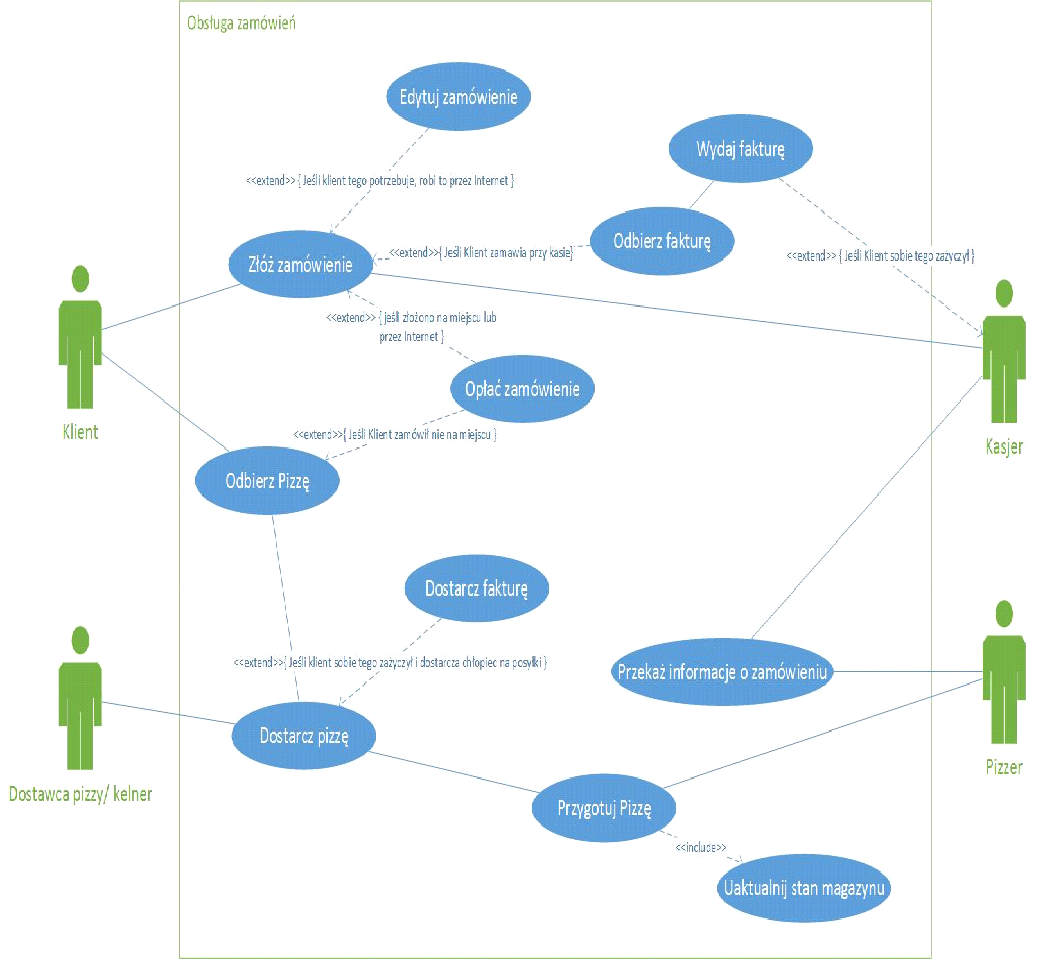 Obsługa zamówień
Edytuj zamówienie
Wydaj fakturę
<<extend>> { Jeśli klient tego potrzebuje, robi to przez Internet }
Odbierz fakturę
<<extend>>{ Jeśli Klient zamawia przy kasie}
<<extend>> { Jeśli Klient sobie tego zażyczył }
Złóż zamówienie
<<extend>> { jeśli złożono na miejscu lub
przez Internet }
Opłać zamówienie
Klient
Kasjer
<<extend>>{ Jeśli Klient zamówił nie na miejscu }
Odbierz Pizzę
Dostarcz fakturę
<<extend>>{ Jeśli klient sobie tego zażyczył i dostarcza chłopiec na posyłki }
Przekaż informacje o zamówieniu
Dostarcz pizzę
Pizzer
Dostawca pizzy/ kelner
Przygotuj Pizzę
<<include>>
Uaktualnij stan magazynu